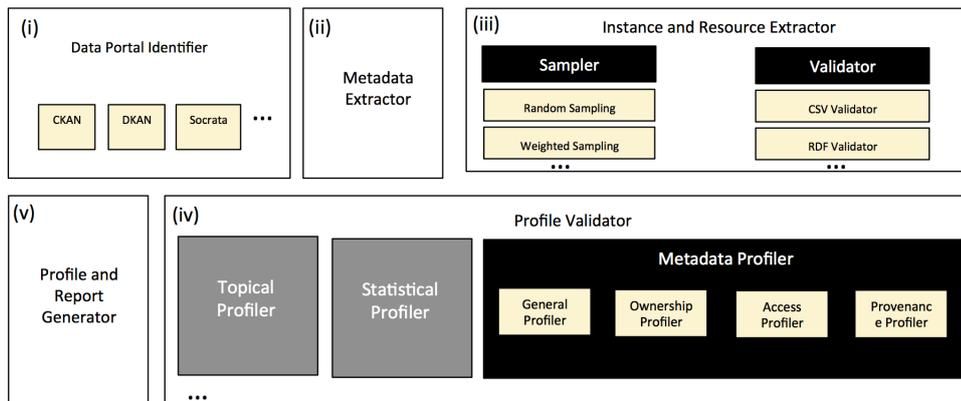 (i)
Data Portal Identifier
CKAN
DKAN
Socrata
...
(ii)
Metadata
Extractor
(iii)
Instance and Resource Extractor
Sampler
Random Sampling
Weighted Sampling
...
Validator
CSV Validator
RDF Validator
...
(v)
Profile and
Report
Generator
(iv)
Profile Validator
Topical
Profiler
Statistical
Profiler
Metadata Profiler
General
Profiler
Ownership
Profiler
Access
Profiler
Provenanc
e Profiler
...